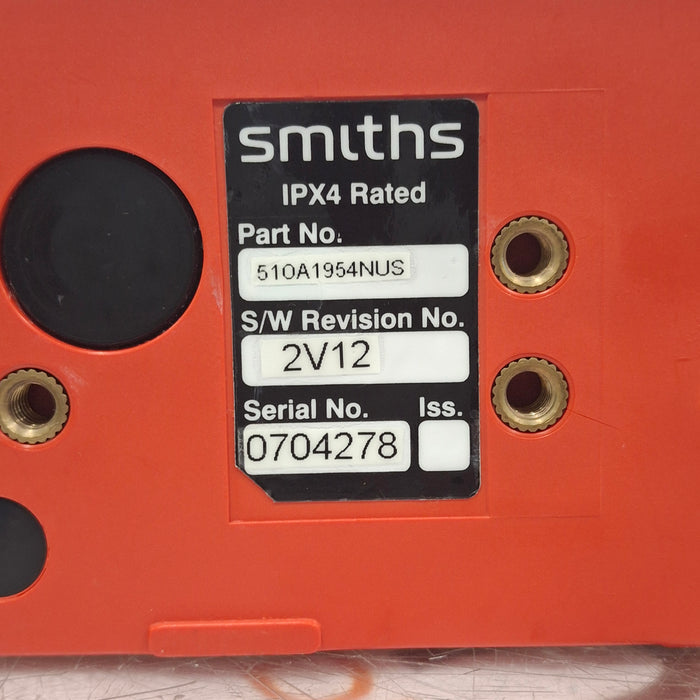 smiths
IPX4 Rated
Part No.
510A1954NUS
S/W Revision No.
2V12
Serial No. Iss.
0704278